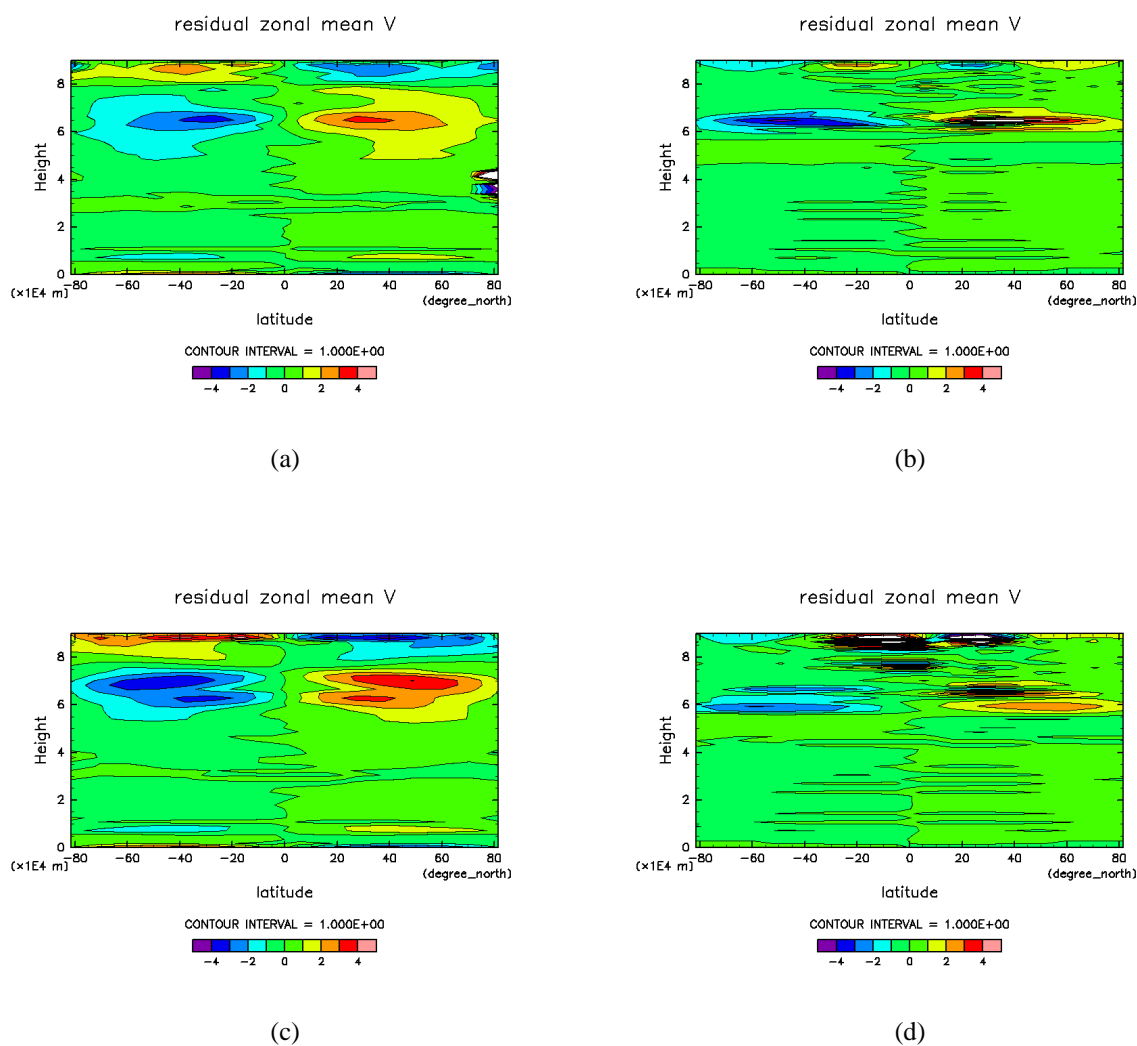 residual zonal mean V
8
6
4
2
0
Height
(×1E4 m)
−80 −60 −40 −20 0 20 40 60 80
(degree_north)
latitude
CONTOUR INTERVAL = 1.000E+00
−4 −2 0 2 4
(a)
residual zonal mean V
8
6
4
2
0
Height
(×1E4 m)
−80 −60 −40 −20 0 20 40 60 80
(degree_north)
latitude
CONTOUR INTERVAL = 1.000E+00
−4 −2 0 2 4
(b)
residual zonal mean V
8
6
4
2
0
Height
(×1E4 m)
−80 −60 −40 −20 0 20 40 60 80
(degree_north)
latitude
CONTOUR INTERVAL = 1.000E+00
−4 −2 0 2 4
(c)
residual zonal mean V
8
6
4
2
0
Height
(×1E4 m)
−80 −60 −40 −20 0 20 40 60 80
(degree_north)
latitude
CONTOUR INTERVAL = 1.000E+00
−4 −2 0 2 4
(d)